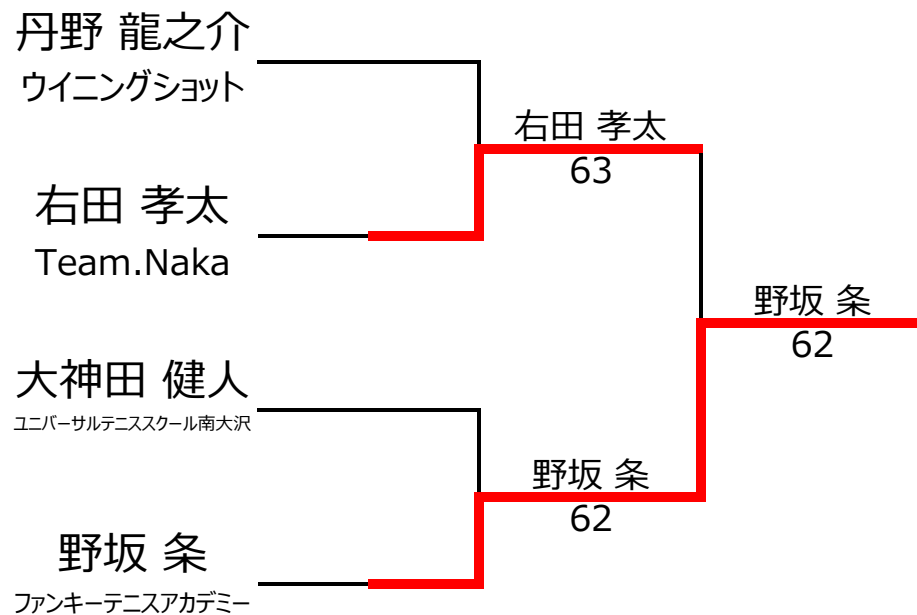 丹野 龍之介
ウイニングショット
右田 孝太
63
右田 孝太
Team.Naka
野坂 条
62
大神田 健人
ユニバーサルテニススクール南大沢
野坂 条
62
野坂 条
ファンキーテニスアカデミー